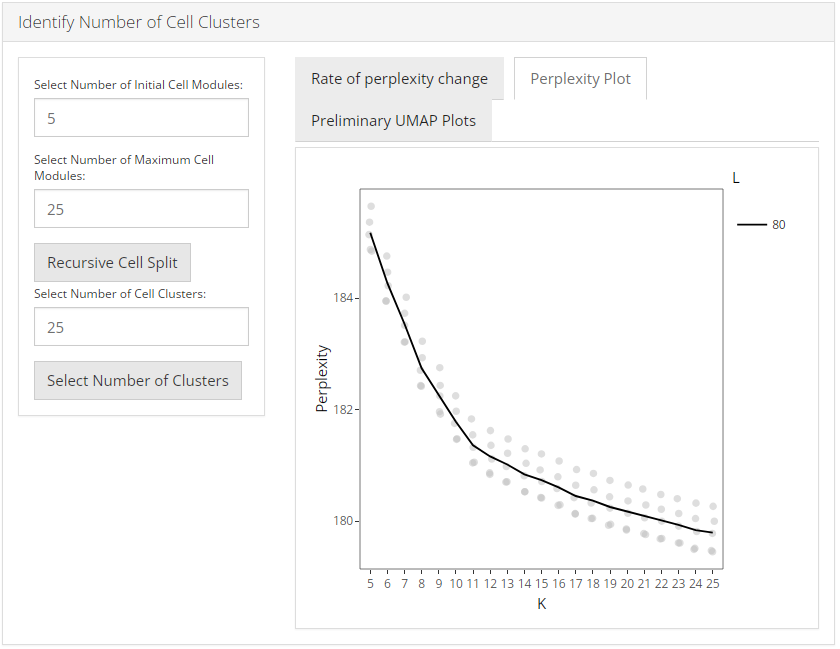 Identify Number of Cell Clusters
Select Number of Initial Cell Modules:
5
Select Number of Maximum Cell
Modules:
25
Recursive Cell Split
Select Number of Cell Clusters:
25
Select Number of Clusters
Rate of perplexity change
Perplexity Plot
Preliminary UMAP Plots
L
80
184
182
180
Perplexity
5 6 7 8 9 10 11 12 13 14 15 16 17 18 19 20 21 22 23 24 25
K